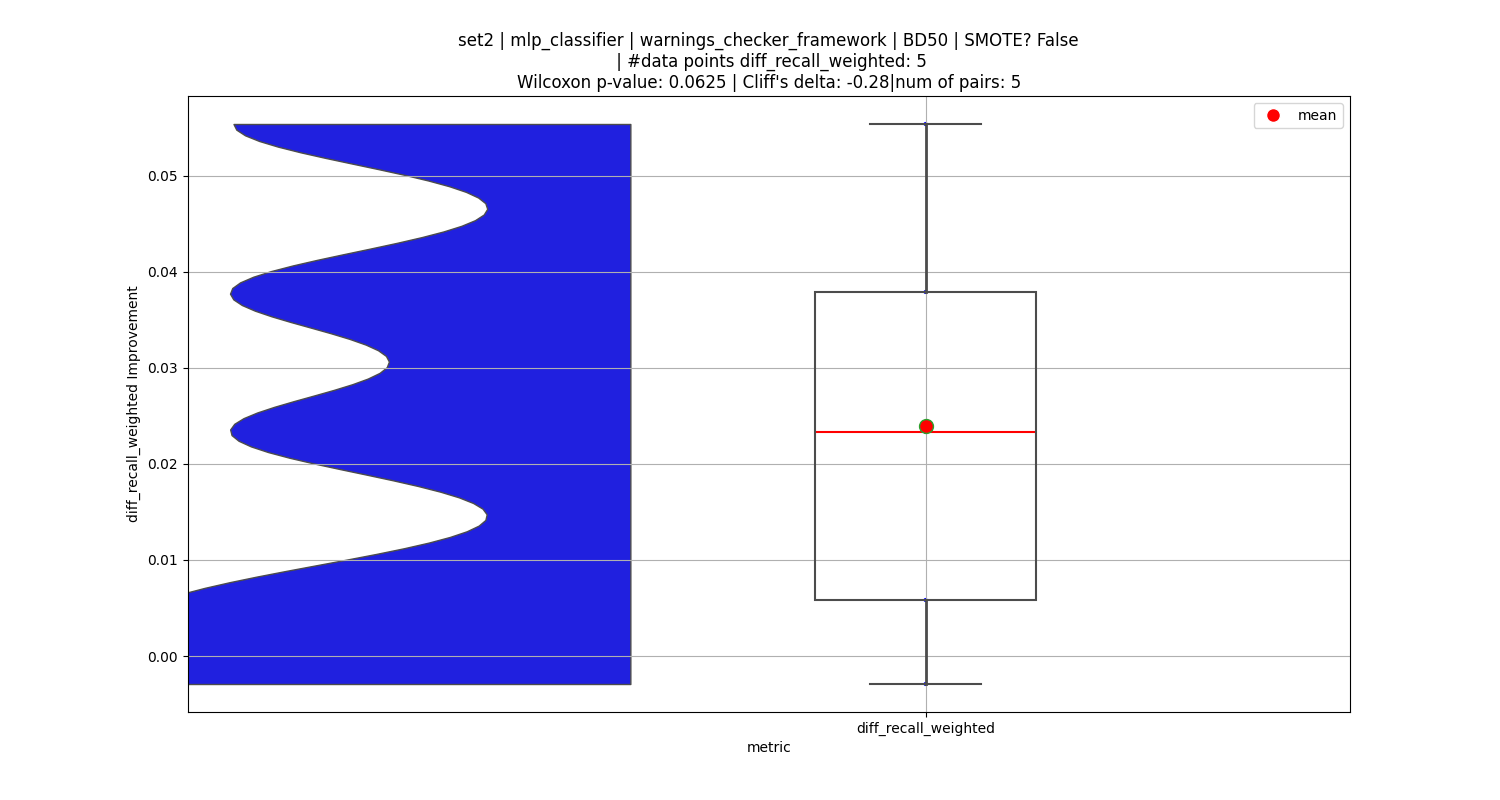 set2 | mlp_classifier | warnings_checker_framework | BD50 | SMOTE? False
| #data points diff_recall_weighted: 5
Wilcoxon p-value: 0.0625 | Cliff's delta: -0.28|num of pairs: 5
mean
0.05
0.04
0.03
0.02
0.01
0.00
diff_recall_weighted Improvement
diff_recall_weighted
metric